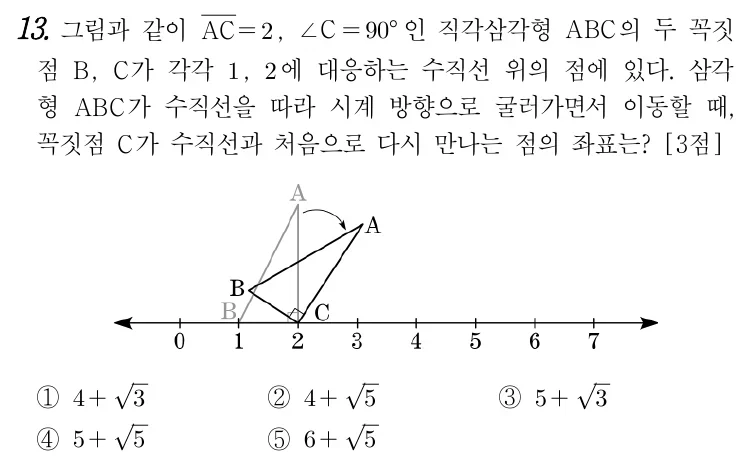 13. 그림과 같이 AC=2, ∠C=90°인 직각삼각형 ABC의 두 꼭짓
점 B, C가 각각 1, 2에 대응하는 수직선 위의 점에 있다. 삼각
형 ABC가 수직선을 따라 시계 방향으로 굴러가면서 이동할 때,
꼭짓점 C가 수직선과 처음으로 다시 만나는 점의 좌표는? [3점]
A
A
B
B
C
0 1 2 3 4 5 6 7
① 4+√3 ② 4+√5 ③ 5+√3
④ 5+√5 ⑤ 6+√5